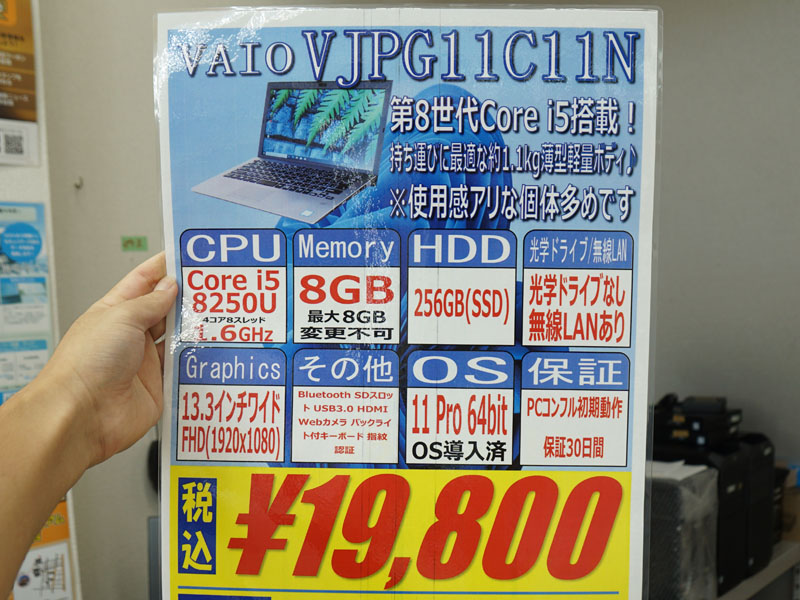 VAIO VJPG11C11N
第8世代Core i5搭載！
持ち運びに最適な約1.1kg薄型軽量ボディ♪
※使用感アリな個体多めです
CPU
Core i5
8250U
4コア8スレッド
1.6GHz
Memory
8GB
最大8GB
変更不可
HDD
256GB(SSD)
光学ドライブ/無線LAN
光学ドライブなし
無線LANあり
Graphics
13.3インチワイド
FHD(1920x1080)
その他
Bluetooth SDスロッ
ト USB3.0 HDMI
Webカメラ バックライ
ト付キーボード 指紋
認証
OS
11 Pro 64bit
OS導入済
保証
PCコンフル初期動作
保証30日間
税込
¥19,800